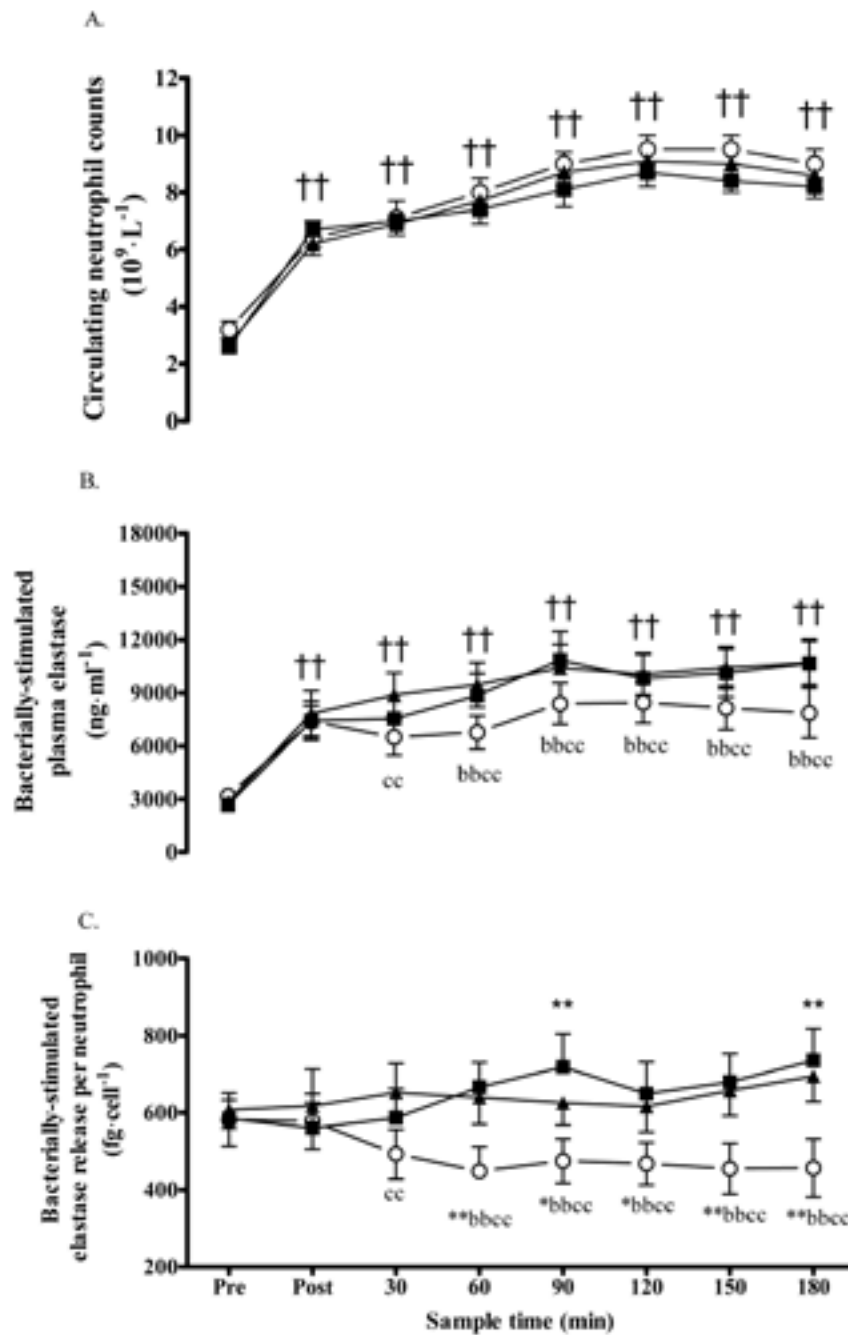 A.
Circulating neutrophil counts
(10⁹·L⁻¹)
12
10
8
6
4
2
0
†† †† †† †† †† †† ††
B.
Bacterially-stimulated
plasma elastase
(ng·ml⁻¹)
18000
15000
12000
9000
6000
3000
0
†† †† †† †† †† †† ††
cc bbcc bbcc bbcc bbcc bbcc
C.
Bacterially-stimulated
elastase release per neutrophil
(fg·cell⁻¹)
1000
800
600
400
200
** **
cc **bbcc *bbcc *bbcc **bbcc **bbcc
Pre Post 30 60 90 120 150 180
Sample time (min)